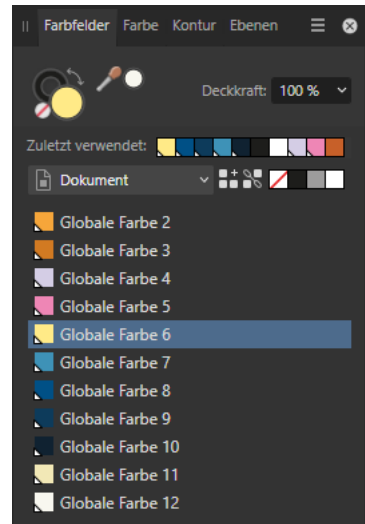 Farbfelder Farbe Kontur Ebenen
Deckkraft: 100 %
Zuletzt verwendet:
Dokument
Globale Farbe 2
Globale Farbe 3
Globale Farbe 4
Globale Farbe 5
Globale Farbe 6
Globale Farbe 7
Globale Farbe 8
Globale Farbe 9
Globale Farbe 10
Globale Farbe 11
Globale Farbe 12